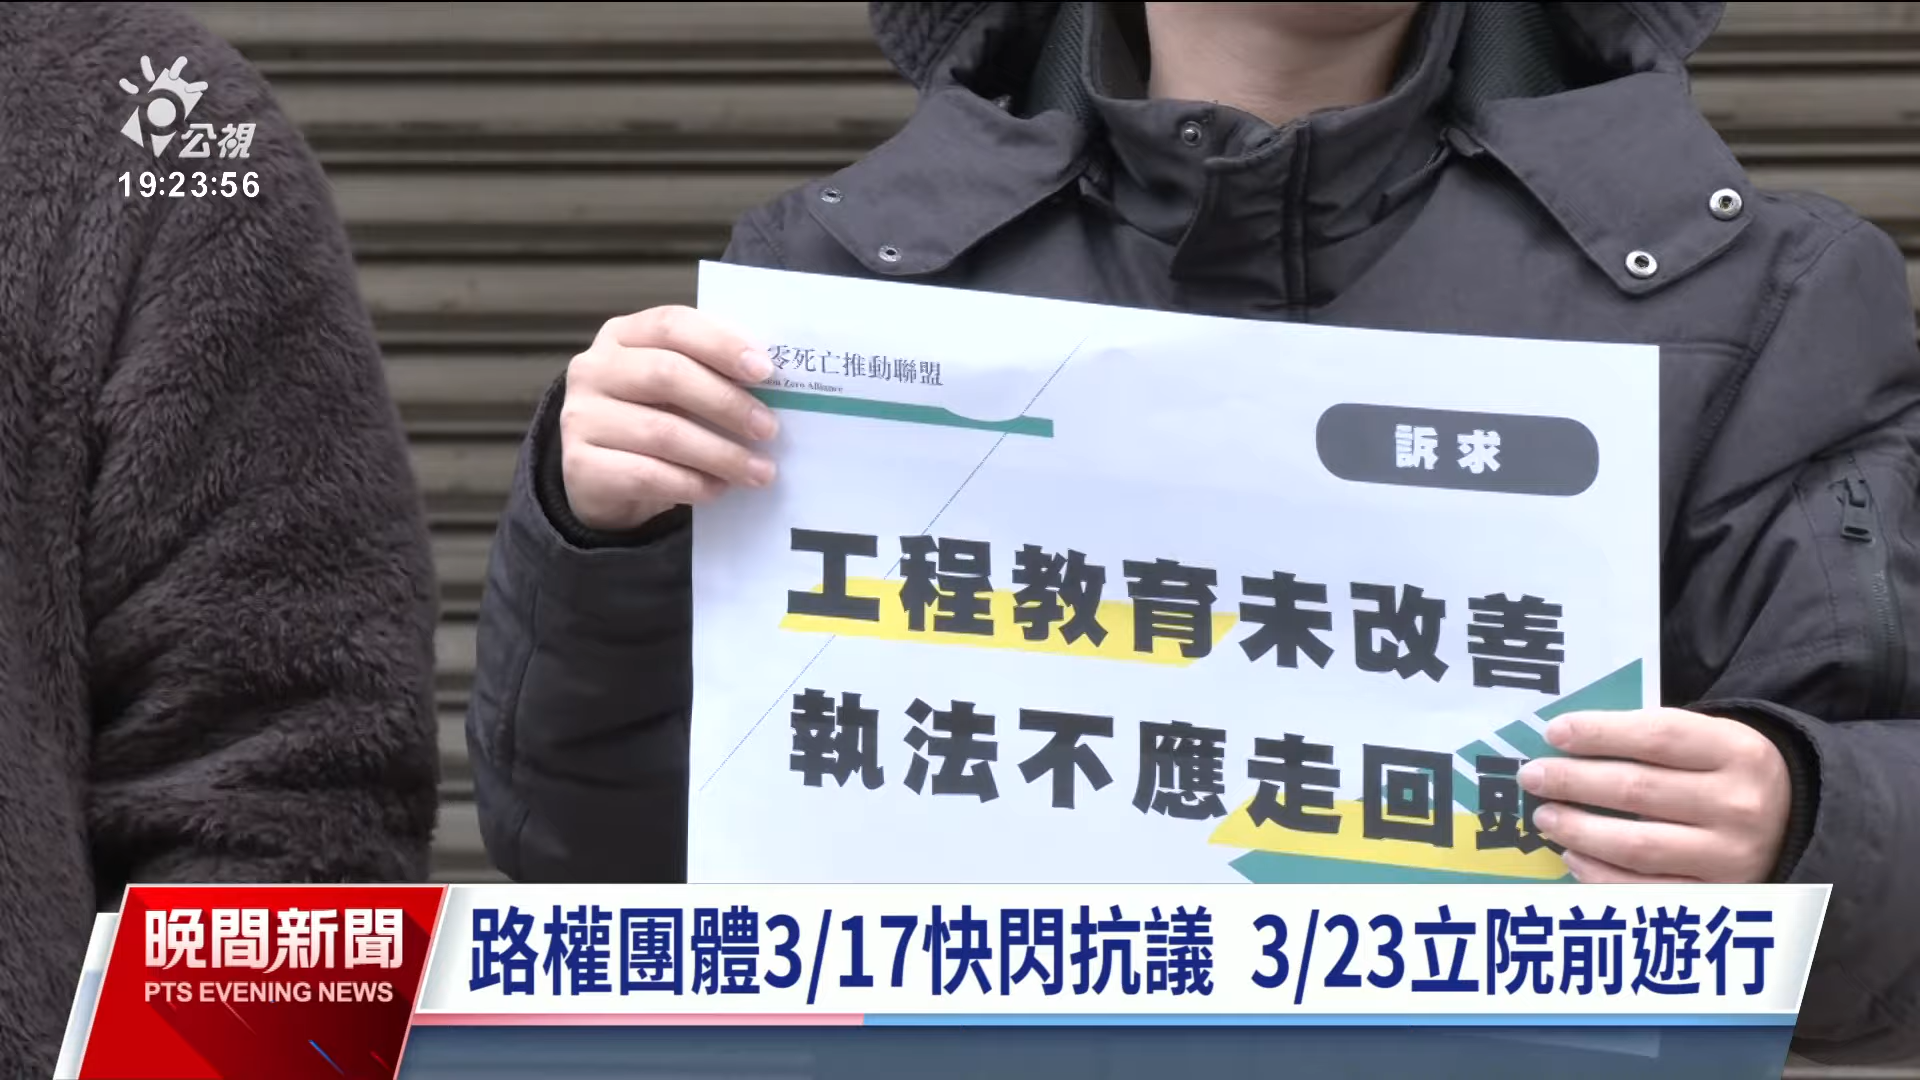 公視
19:23:56
零死亡推動聯盟
Zero Alliance
訴求
工程教育未改善
執法不應走回頭
晚間新聞
PTS EVENING NEWS
路權團體3/17快閃抗議 3/23立院前遊行